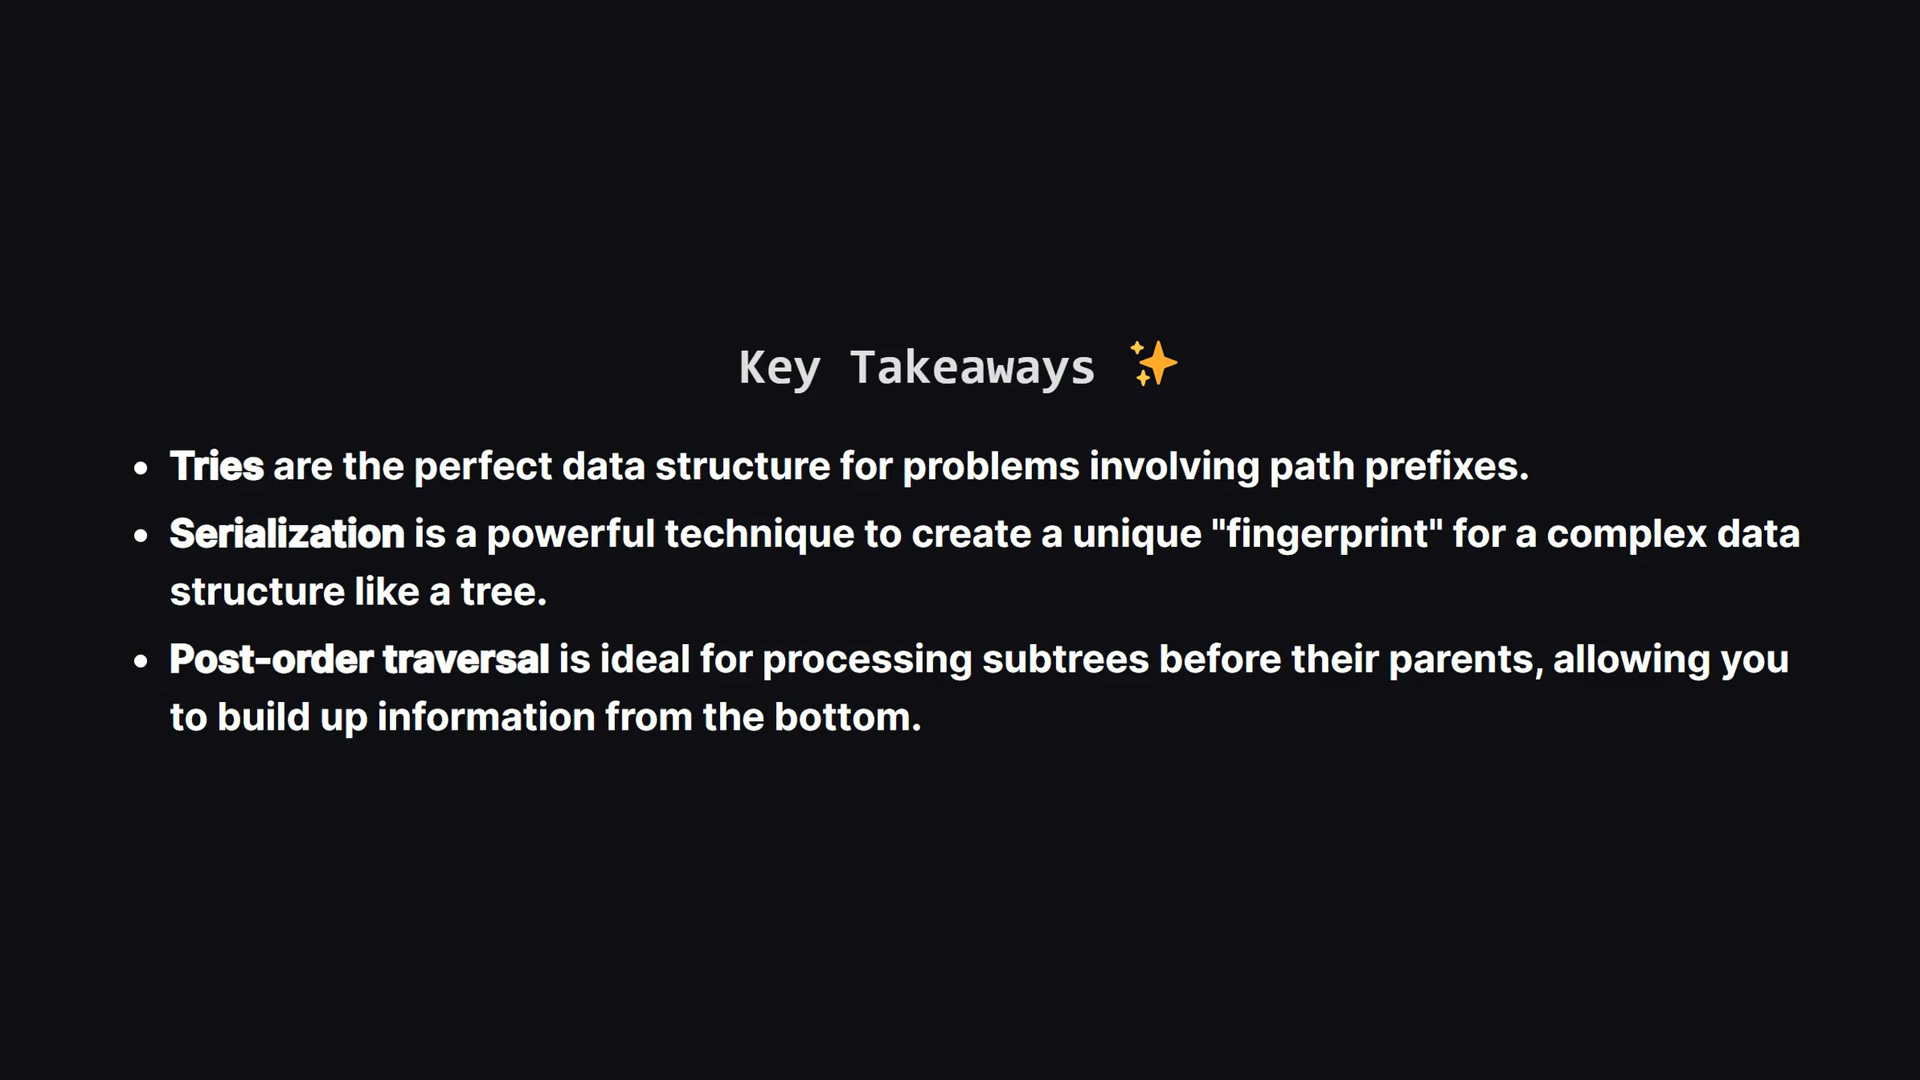 Key Takeaways ✨
• Tries are the perfect data structure for problems involving path prefixes.
• Serialization is a powerful technique to create a unique "fingerprint" for a complex data
structure like a tree.
• Post-order traversal is ideal for processing subtrees before their parents, allowing you
to build up information from the bottom.